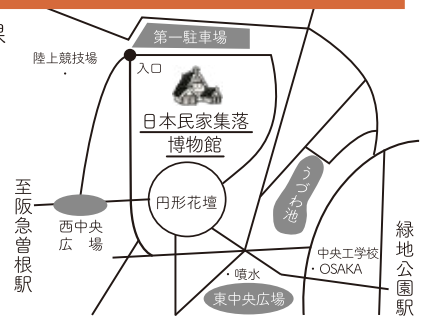 課
第一駐車場
陸上競技場
入口
日本民家集落
博物館
うづわ池
円形花壇
至阪急曽根駅
西中央
広場
緑地公園駅
中央工学校
・OSAKA
・噴水
東中央広場